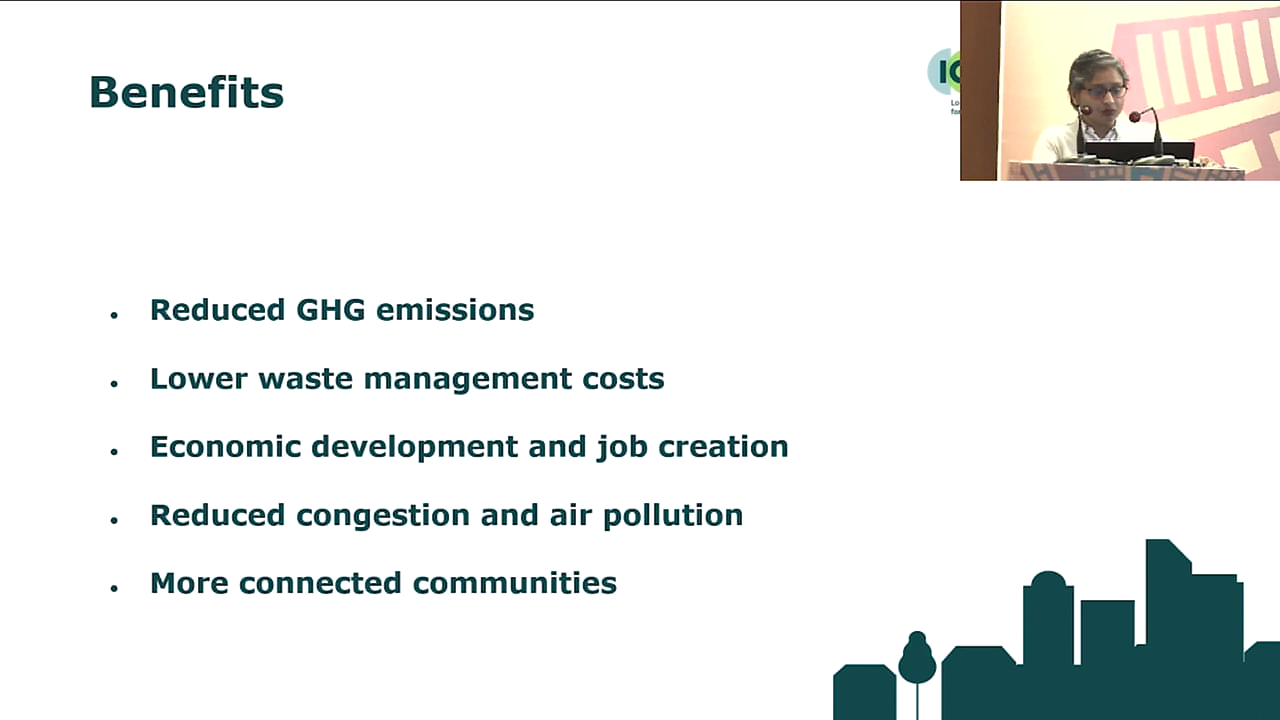 Benefits
Reduced GHG emissions
Lower waste management costs
Economic development and job creation
Reduced congestion and air pollution
More connected communities